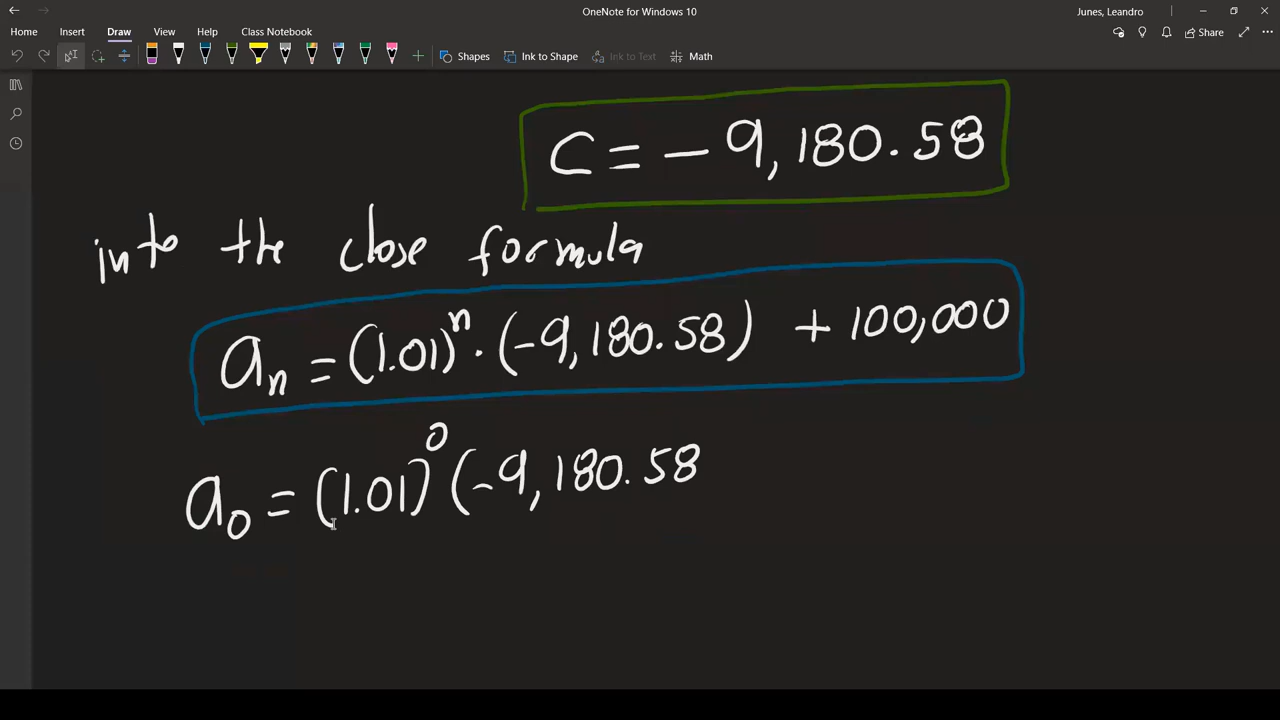 OneNote for Windows 10
Junes, Leandro
Home Insert Draw View Help Class Notebook
Share
Shapes Ink to Shape Ink to Text Math
C = - 9,180.58
into the close formula
aₙ = (1.01)ⁿ · (-9,180.58) + 100,000
a₀ = (1.01)⁰ (-9,180.58